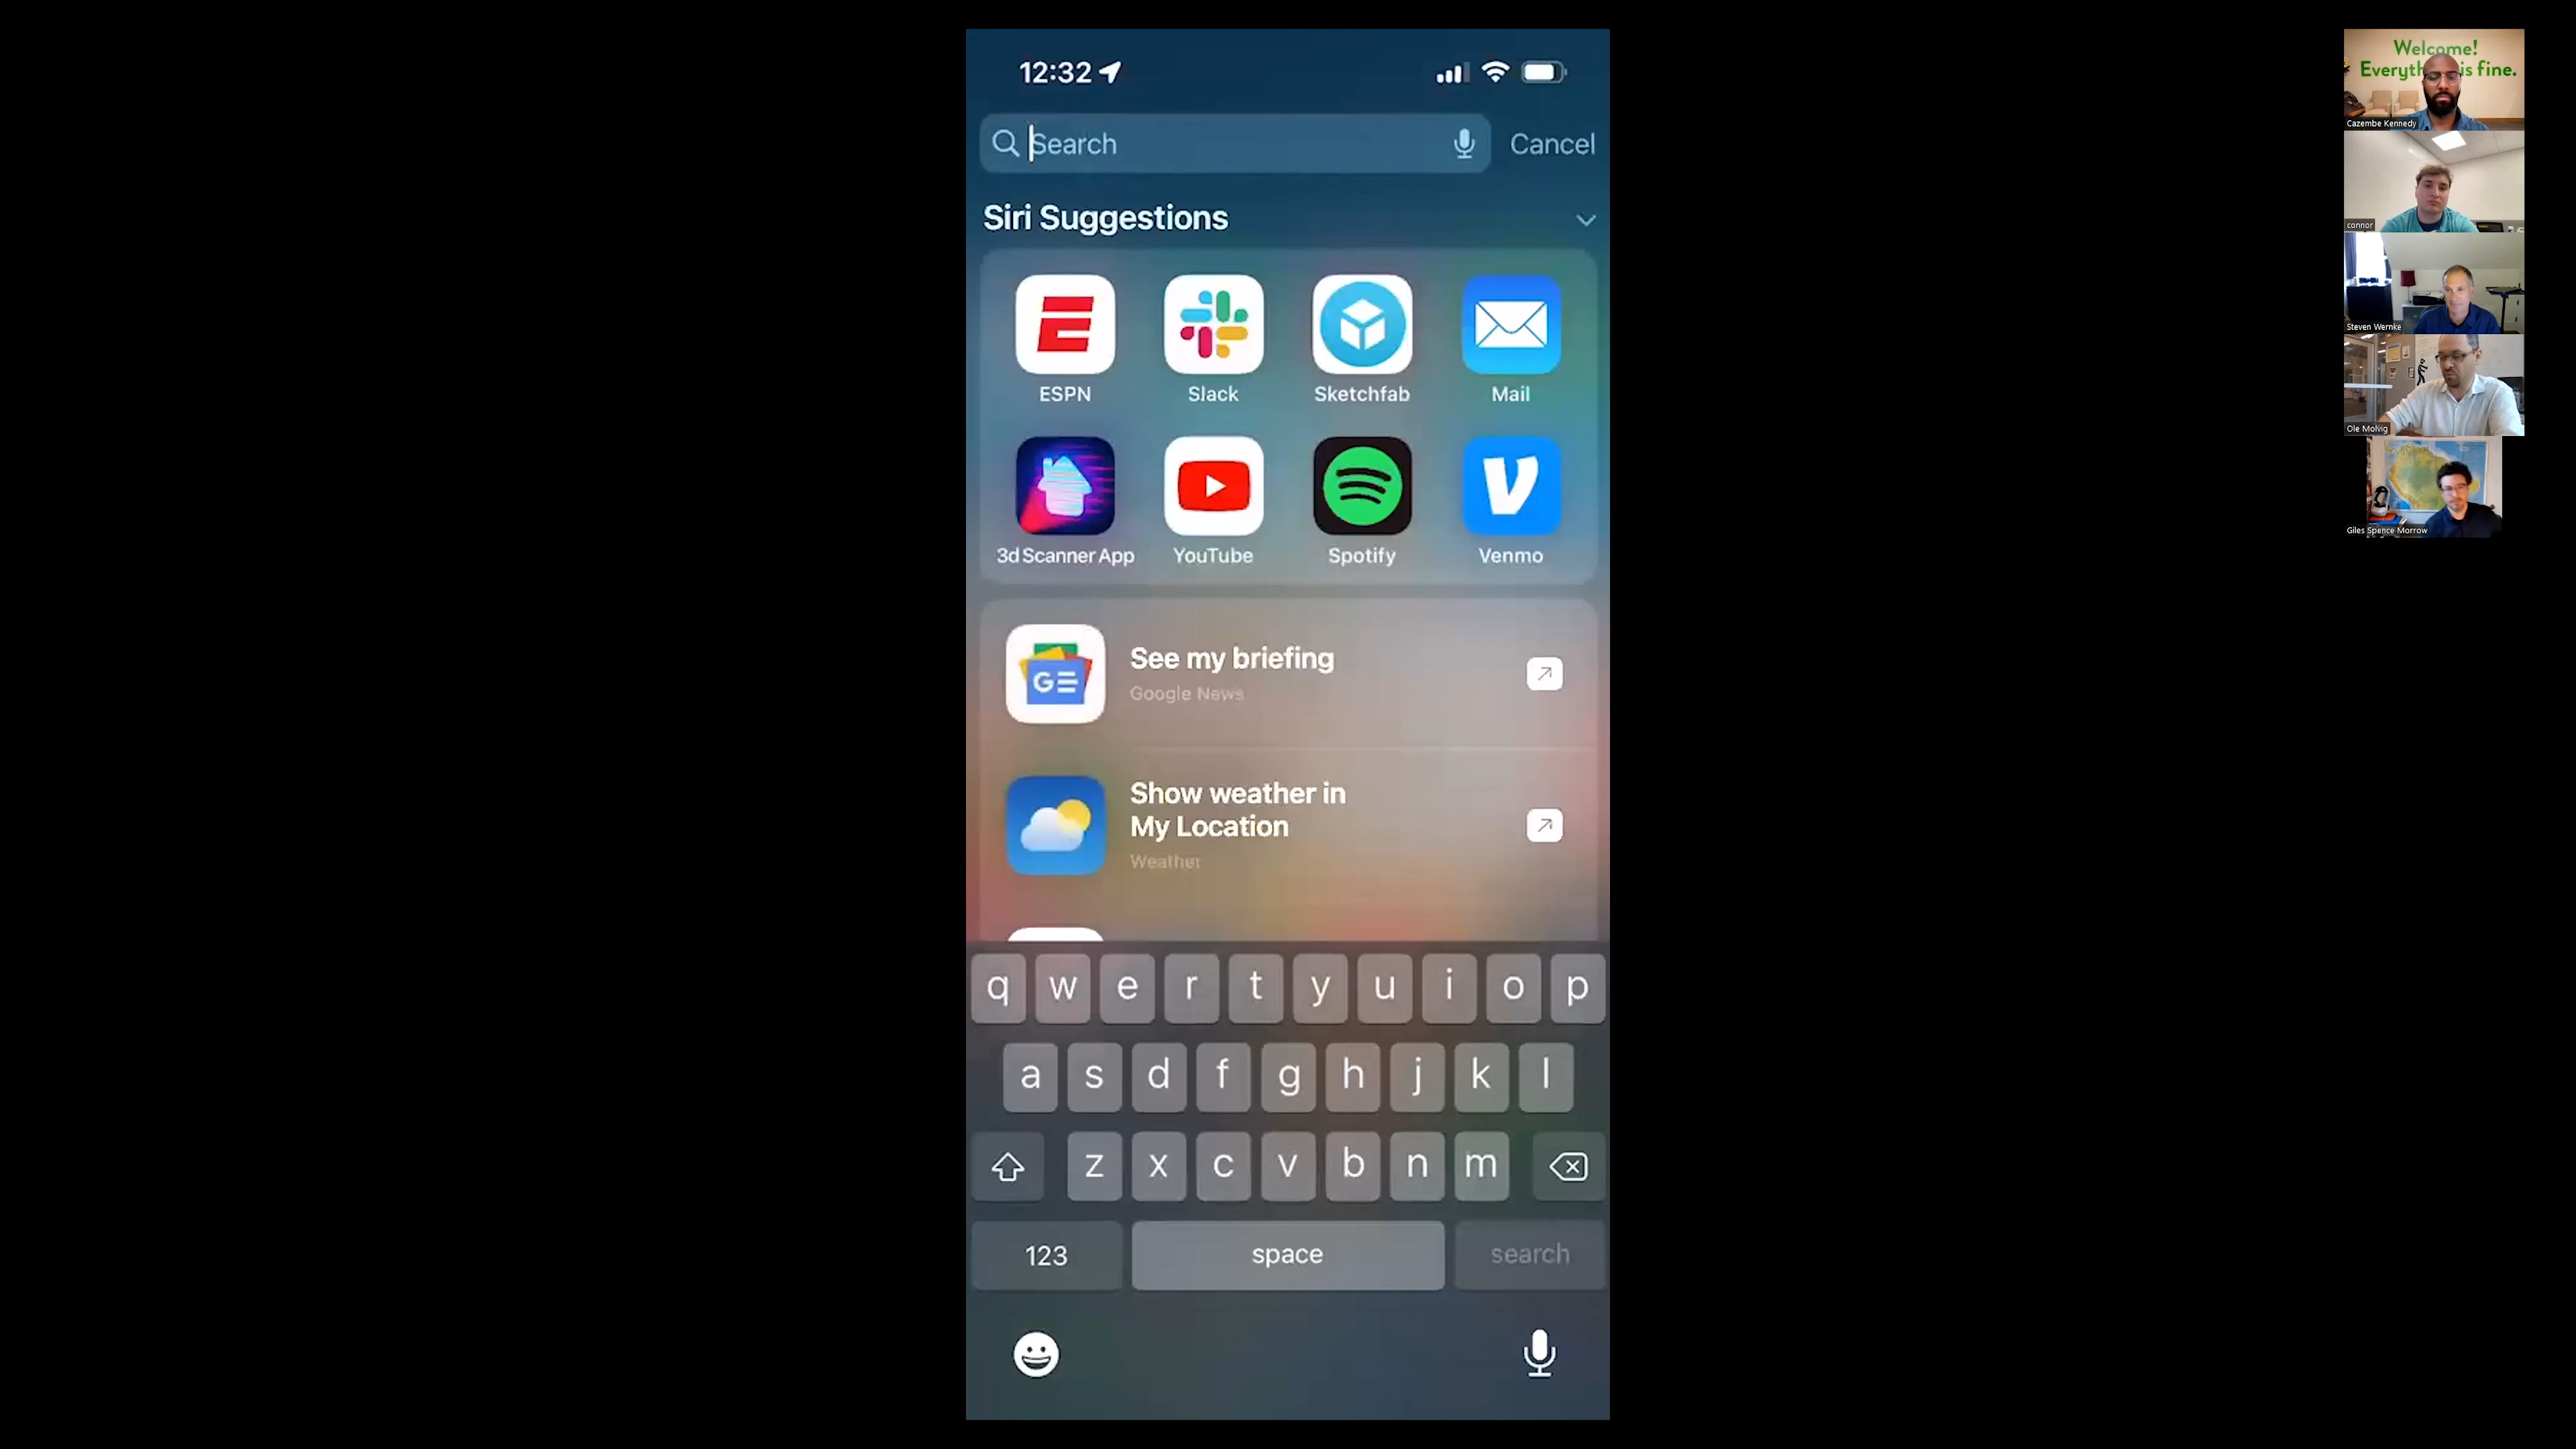 12:32
Search
Cancel
Siri Suggestions
ESPN
Slack
Sketchfab
Mail
3d Scanner App
YouTube
Spotify
Venmo
See my briefing
Google News
Show weather in
My Location
Weather
q w e r t y u i o p
a s d f g h j k l
z x c v b n m
123
space
search
Welcome!
is fine.
Cazembe Kennedy
connor
Steven Wernke
Ole Molvig
Giles Spence Morrow